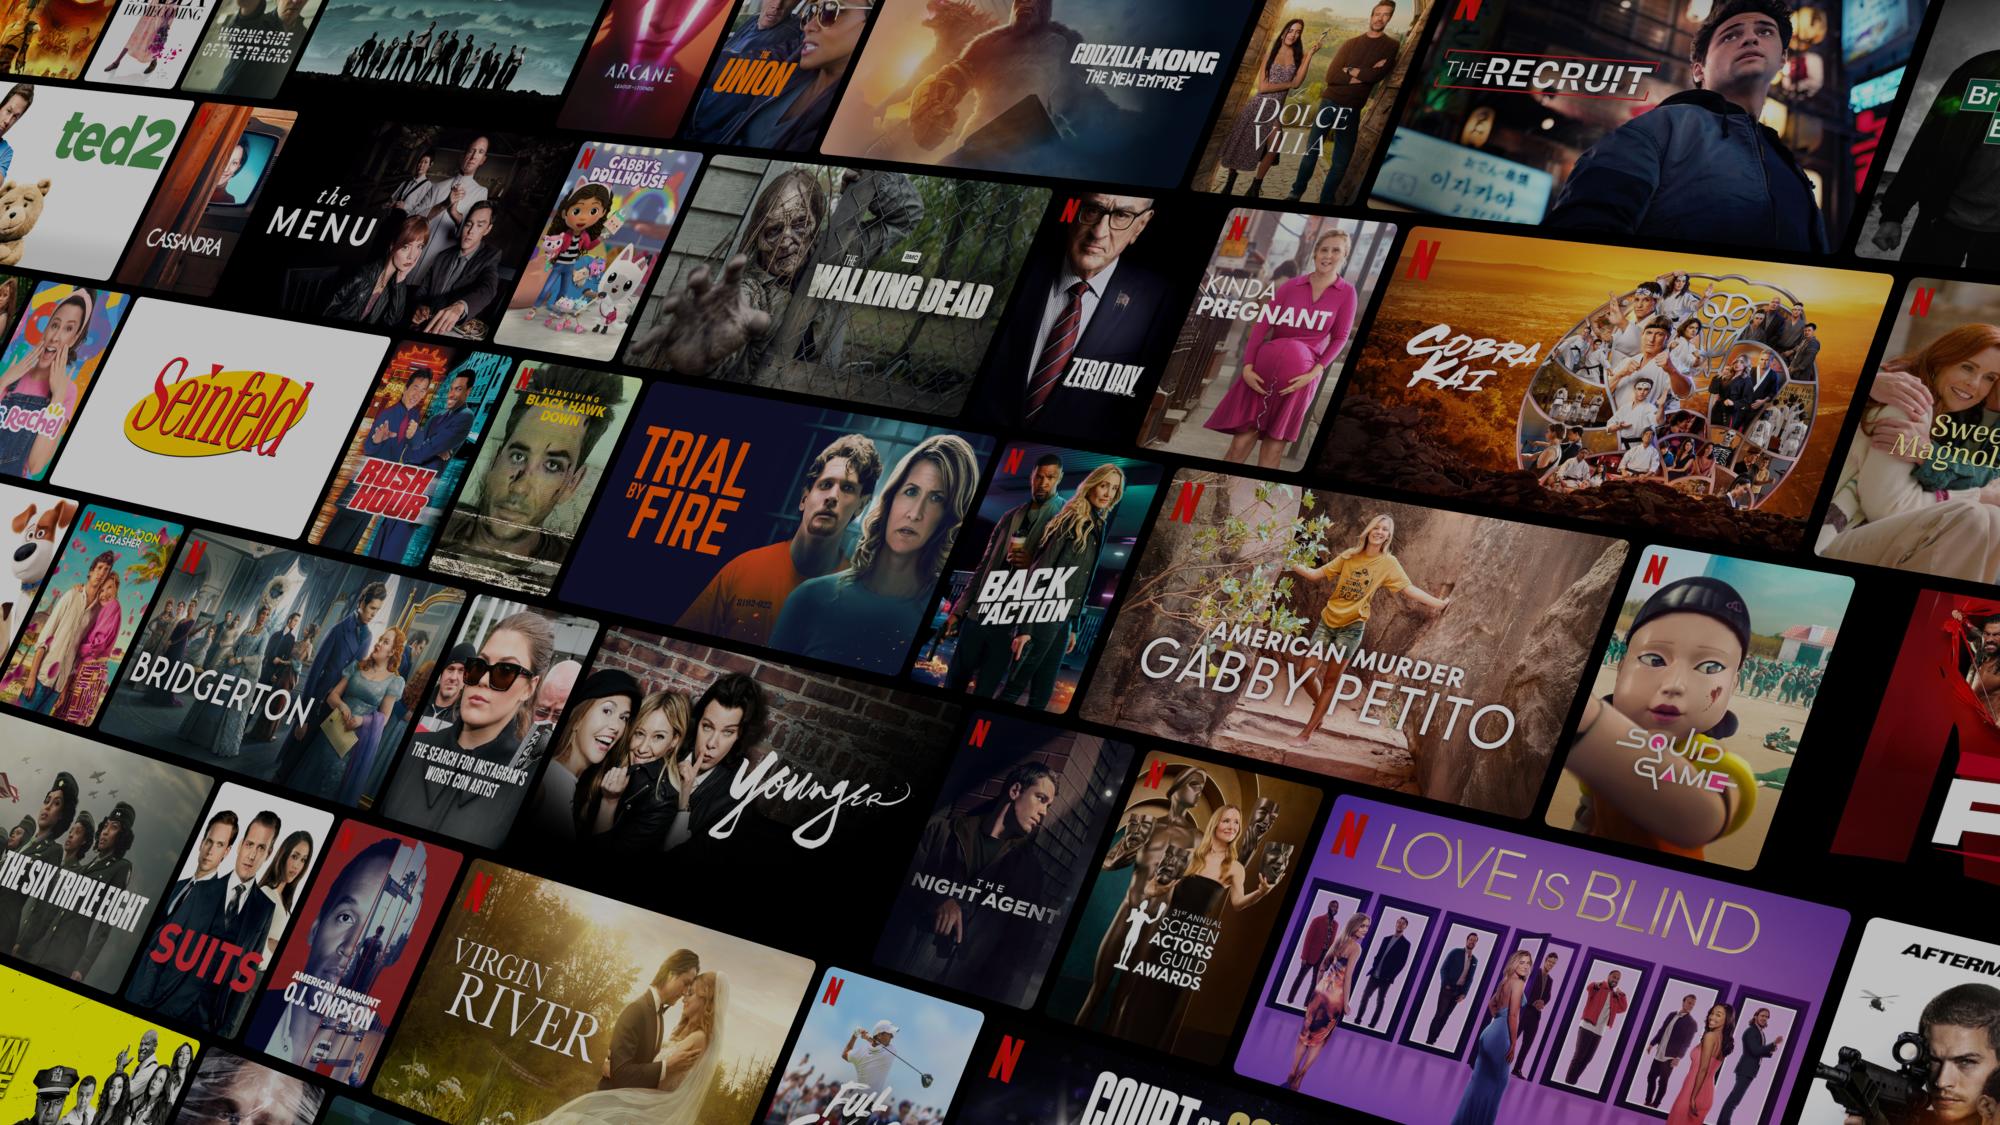 HOMECOMING
WRONG SIDE
OF THE TRACKS
ARCANE
LEAGUE OF LEGENDS
THE
UNION
GODZILLA × KONG
THE NEW EMPIRE
DOLCE
VILLA
N
THE RECRUIT
이자카야
Br
ted2
CASSANDRA
the
MENU
N
GABBY'S
DOLLHOUSE
amc
THE
WALKING DEAD
N
ZERO DAY
N
KINDA
PREGNANT
N
COBRA
KAI
N
Swee
Magnol
Rachel
Seinfeld
RUSH
HOUR
N
SURVIVING
BLACK HAWK
DOWN
TRIAL
BY
FIRE
N
BACK
IN ACTION
N
AMERICAN MURDER
GABBY PETITO
N
SQUID
GAME
N
HONEYMOON
CRASHER
N
BRIDGERTON
THE SEARCH FOR INSTAGRAM'S
WORST CON ARTIST
Younger
N
THE
NIGHT AGENT
N
31ST ANNUAL
SCREEN
ACTORS
GUILD
AWARDS
N
LOVE IS BLIND
AFTERM
THE SIX TRIPLE EIGHT
SUITS
N
AMERICAN MANHUNT
O.J. SIMPSON
N
VIRGIN
RIVER
N
FULL
N
COURT OF